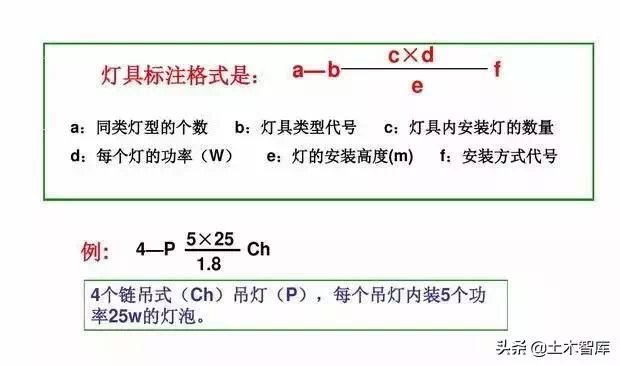 灯具标注格式是： a—b c×d/e f
a：同类灯型的个数 b：灯具类型代号 c：灯具内安装灯的数量
d：每个灯的功率（W） e：灯的安装高度(m) f：安装方式代号
例： 4—P 5×25/1.8 Ch
4个链吊式（Ch）吊灯（P），每个吊灯内装5个功
率25w的灯泡。
头条 @土木智库